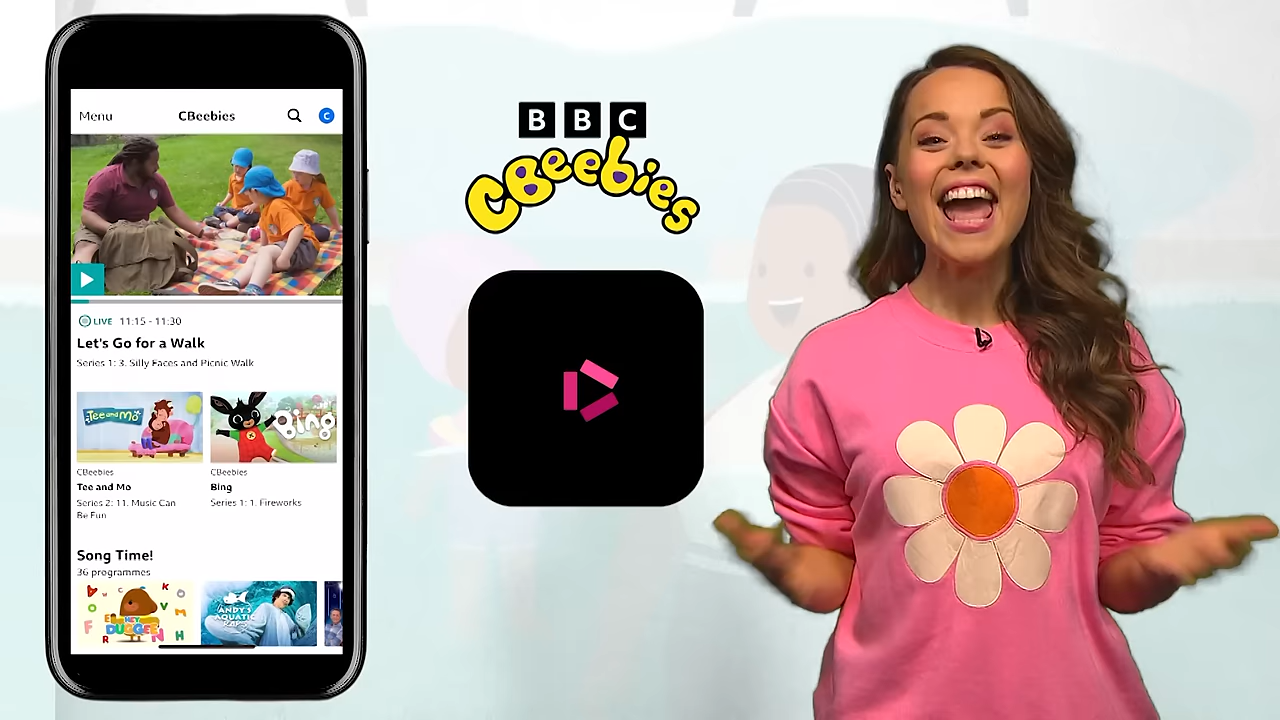 Menu
CBeebies
C
LIVE 11:15 - 11:30
Let's Go for a Walk
Series 1: 3. Silly Faces and Picnic Walk
Tee and Mo
Bing
CBeebies
Tee and Mo
Series 2: 11. Music Can
Be Fun
CBeebies
Bing
Series 1: 1. Fireworks
Song Time!
36 programmes
HEY
DUGGEE
ANDY'S
AQUATIC
BBC
CBeebies